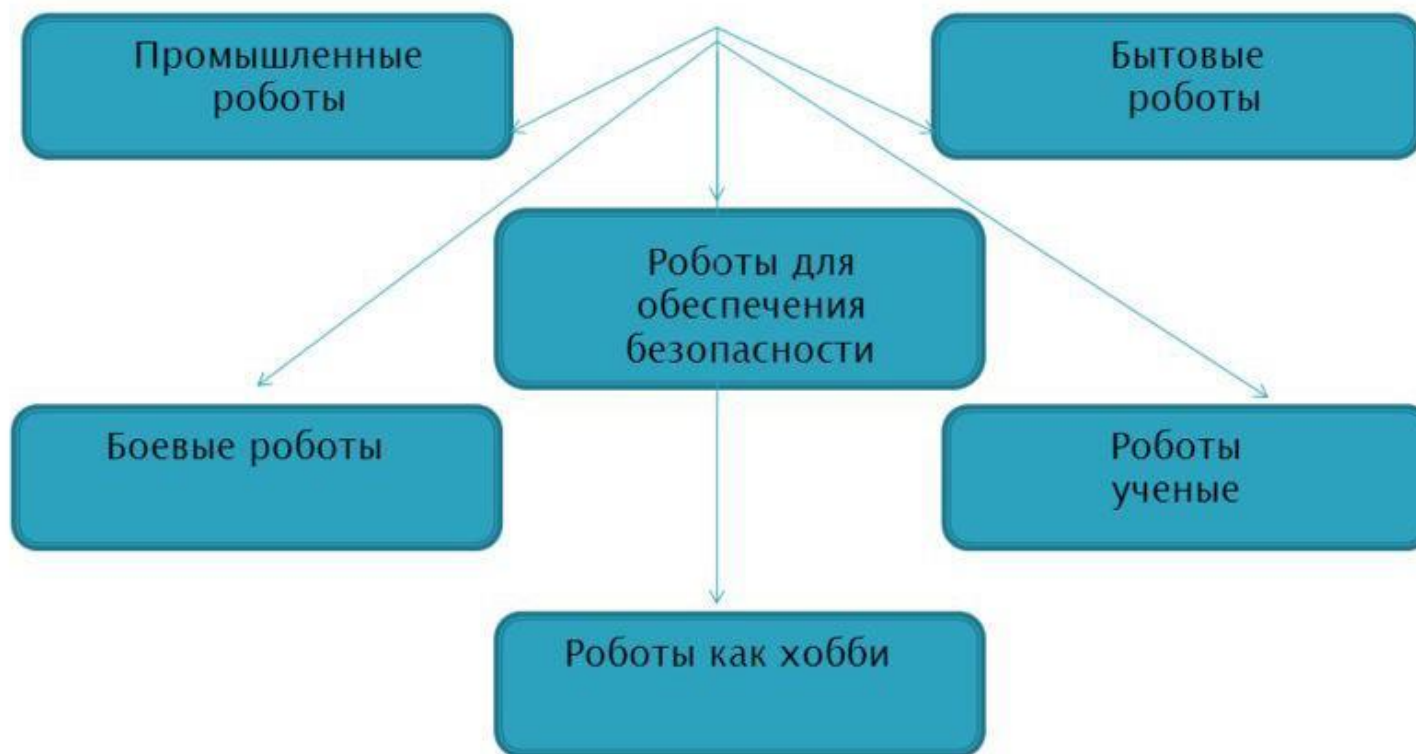 Промышленные
роботы
Бытовые
роботы
Роботы для
обеспечения
безопасности
Боевые роботы
Роботы
ученые
Роботы как хобби